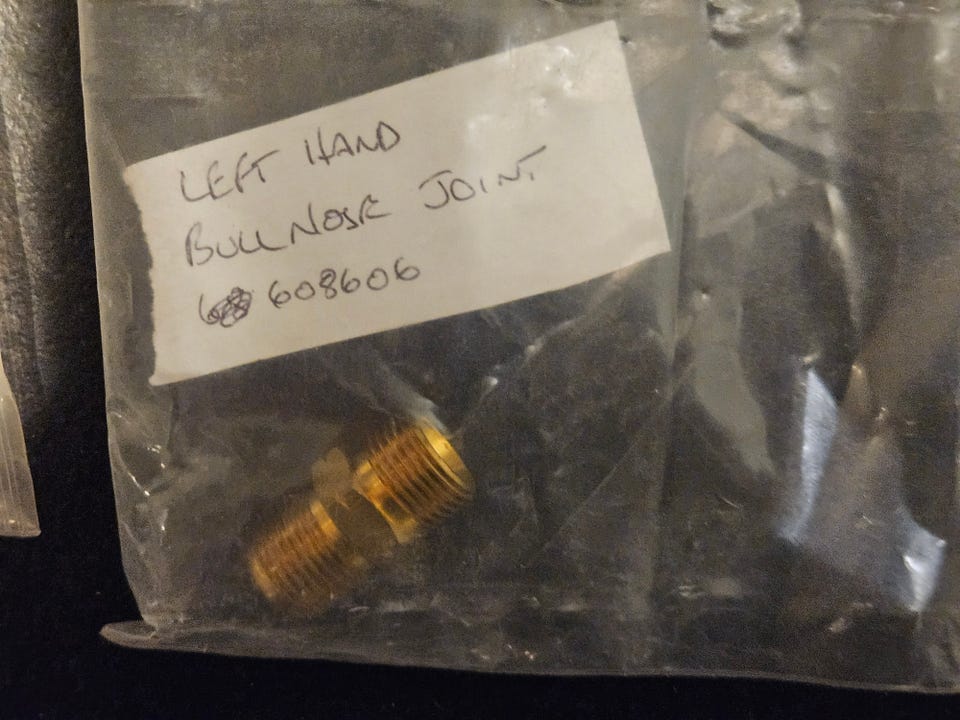 LEFT HAND
BULLNOSE JOINT
608606